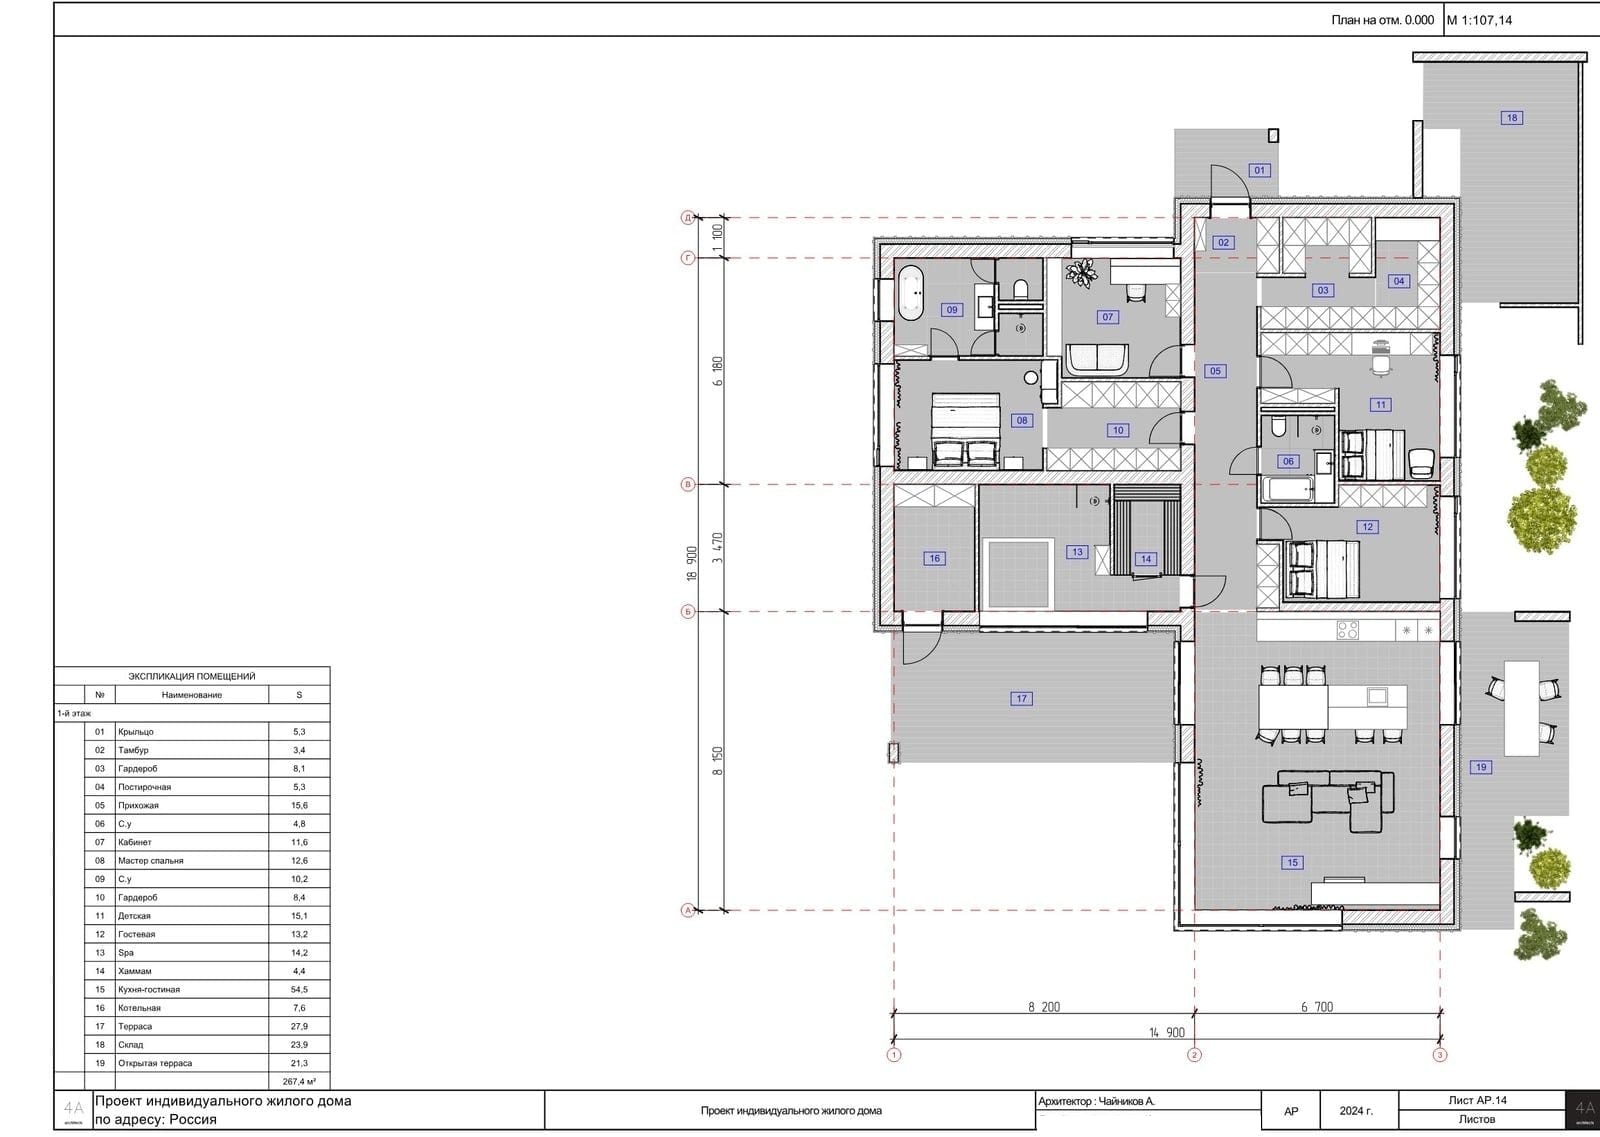 План на отм. 0.000 М 1:107,14
18
01
Д
1 100
02
Г
03
04
09
07
6 180
05
11
08
10
06
В
12
13
16
14
3 470
18 900
Б
17
8 150
19
15
А
8 200
6 700
14 900
1
2
3
ЭКСПЛИКАЦИЯ ПОМЕЩЕНИЙ
№ Наименование S
1-й этаж
01 Крыльцо 5,3
02 Тамбур 3,4
03 Гардероб 8,1
04 Постирочная 5,3
05 Прихожая 15,6
06 С.у 4,8
07 Кабинет 11,6
08 Мастер спальня 12,6
09 С.у 10,2
10 Гардероб 8,4
11 Детская 15,1
12 Гостевая 13,2
13 Spa 14,2
14 Хаммам 4,4
15 Кухня-гостиная 54,5
16 Котельная 7,6
17 Терраса 27,9
18 Склад 23,9
19 Открытая терраса 21,3
267,4 м²
4A
architects
Проект индивидуального жилого дома
по адресу: Россия
Проект индивидуального жилого дома
Архитектор : Чайников А.
АР
2024 г.
Лист АР.14
Листов
4A
architects